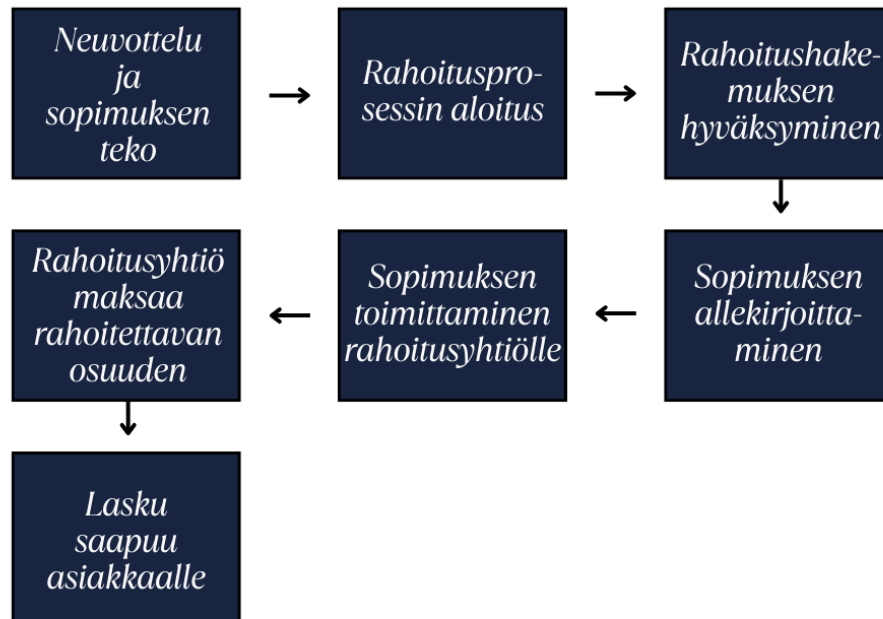 Neuvottelu
ja
sopimuksen
teko
Rahoituspro-
sessin aloitus
Rahoitushake-
muksen
hyväksyminen
Sopimuksen
allekirjoitta-
minen
Sopimuksen
toimittaminen
rahoitusyhtiölle
Rahoitusyhtiö
maksaa
rahoitettavan
osuuden
Lasku
saapuu
asiakkaalle